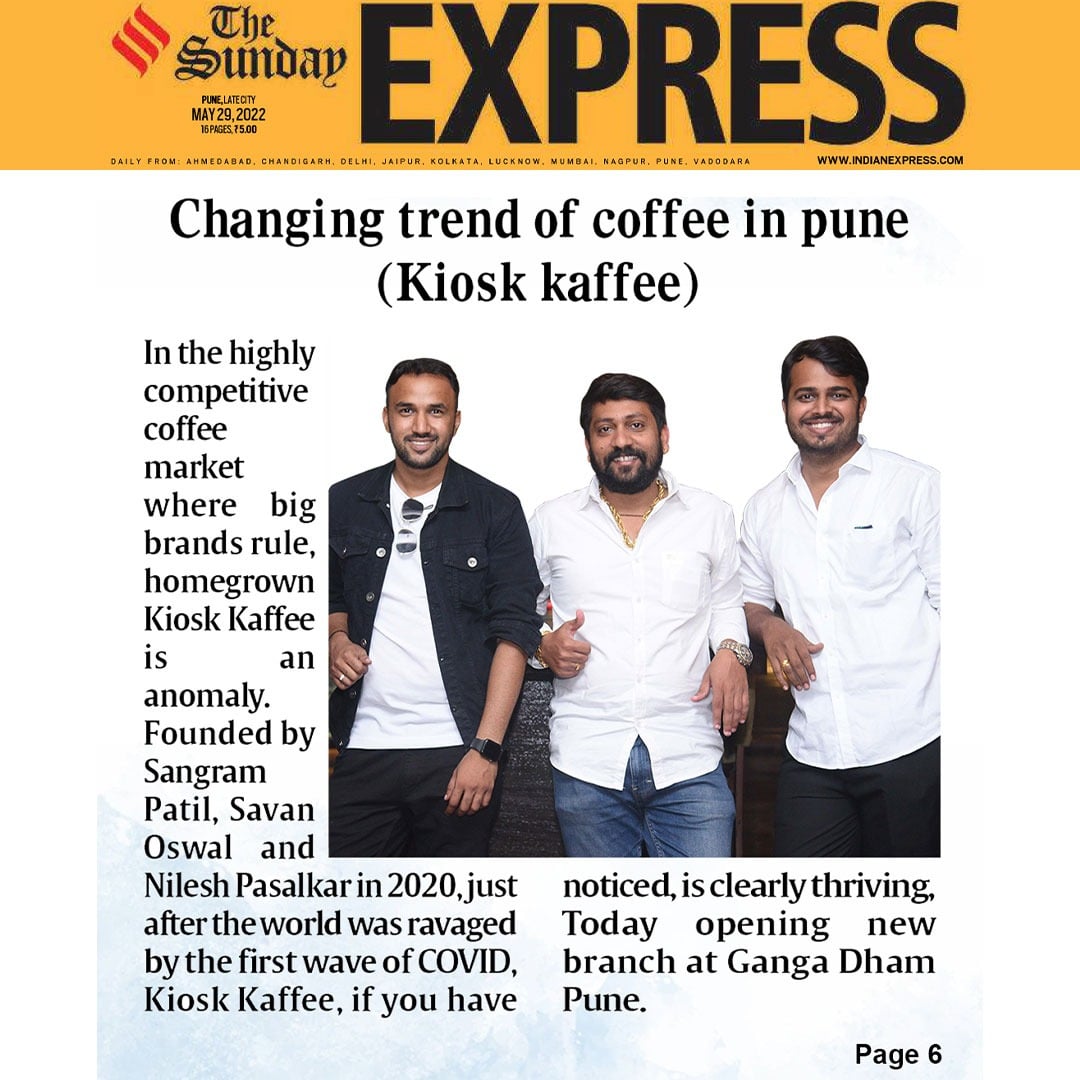 The
Sunday
EXPRESS
PUNE, LATE CITY
MAY 29, 2022
16 PAGES, ₹5.00
DAILY FROM: AHMEDABAD, CHANDIGARH, DELHI, JAIPUR, KOLKATA, LUCKNOW, MUMBAI, NAGPUR, PUNE, VADODARA
WWW.INDIANEXPRESS.COM
Changing trend of coffee in pune
(Kiosk kaffee)
In the highly
competitive
coffee
market
where big
brands rule,
homegrown
Kiosk Kaffee
is an
anomaly.
Founded by
Sangram
Patil, Savan
Oswal and
Nilesh Pasalkar in 2020, just
after the world was ravaged
by the first wave of COVID,
Kiosk Kaffee, if you have
noticed, is clearly thriving,
Today opening new
branch at Ganga Dham
Pune.
Page 6